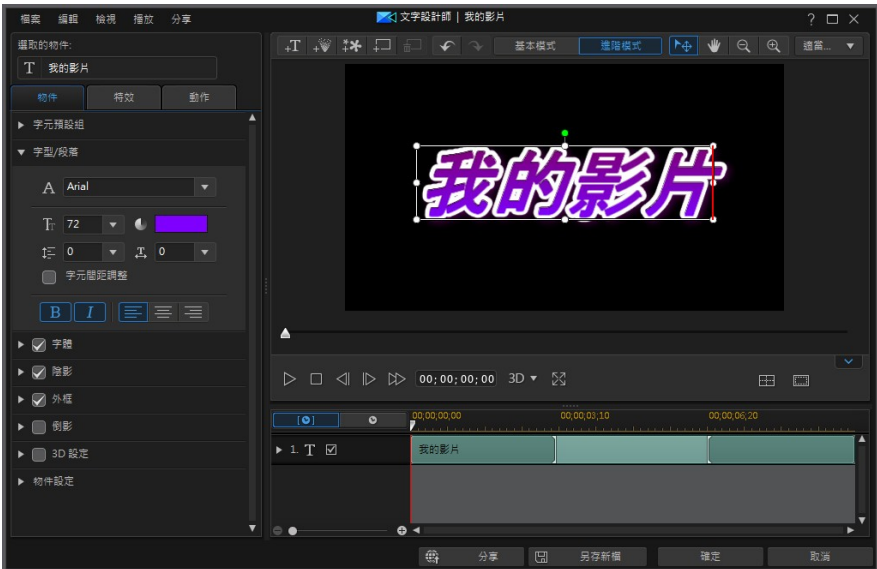 檔案 編輯 檢視 播放 分享
文字設計師 | 我的影片
選取的物件:
T 我的影片
物件 特效 動作
字元預設組
字型/段落
A Arial
72
0 0
字元間距調整
B I
字體
陰影
外框
倒影
3D 設定
物件設定
+T
基本模式 進階模式
適當...
我的影片
00;00;00;00 3D
00;00;00;00 00;00;03;10 00;00;06;20
1. T 我的影片
分享 另存新檔 確定 取消